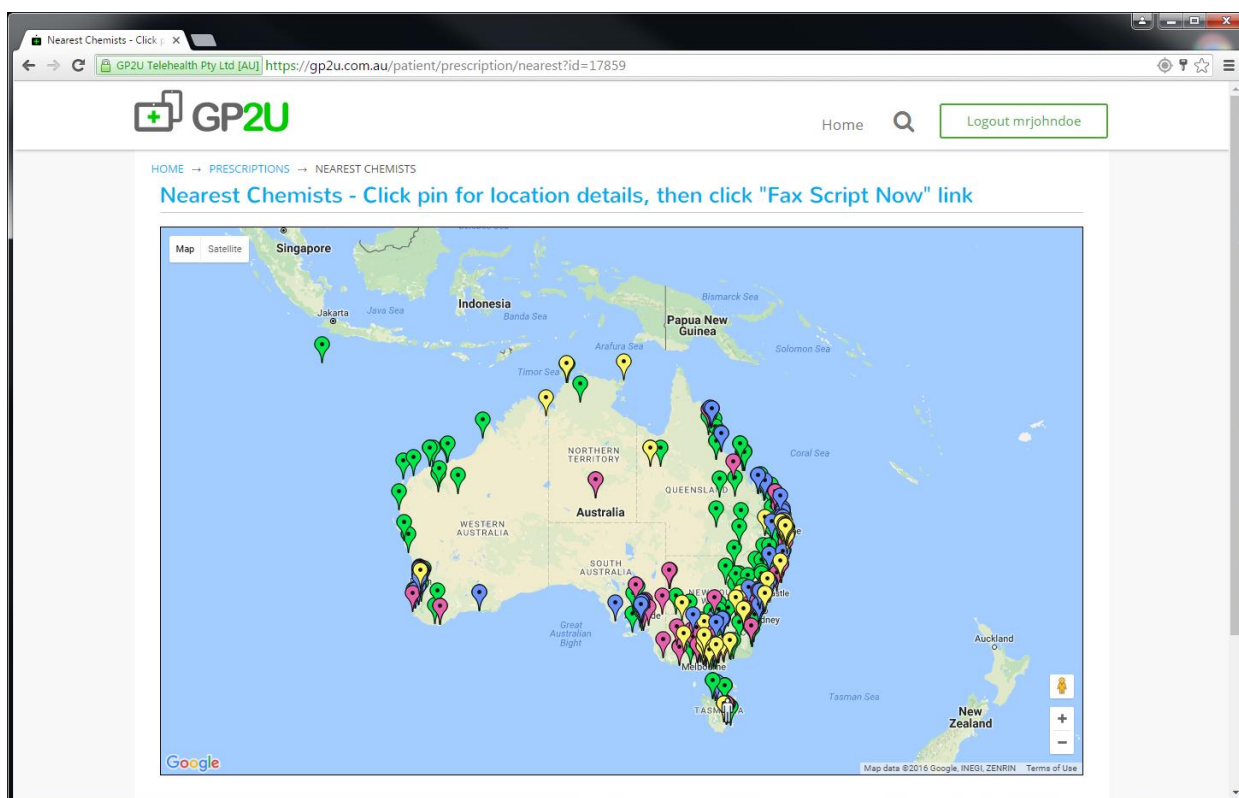 Nearest Chemists - Click p
GP2U Telehealth Pty Ltd [AU] https://gp2u.com.au/patient/prescription/nearest?id=17859
GP2U
Home
Logout mrjohndoe
HOME → PRESCRIPTIONS → NEAREST CHEMISTS
Nearest Chemists - Click pin for location details, then click "Fax Script Now" link
Map Satellite
Singapore
Indonesia
Jakarta
Java Sea
Banda Sea
Bismarck Sea
Papua New
Guinea
Arafura Sea
Solomon Sea
Timor Sea
Coral Sea
NORTHERN
TERRITORY
QUEENSLAND
Australia
WESTERN
AUSTRALIA
SOUTH
AUSTRALIA
Great
Australian
Bight
Melbourne
Auckland
TASMANIA
Tasman Sea
New
Zealand
Google
Map data ©2016 Google, INEGI, ZENRIN Terms of Use